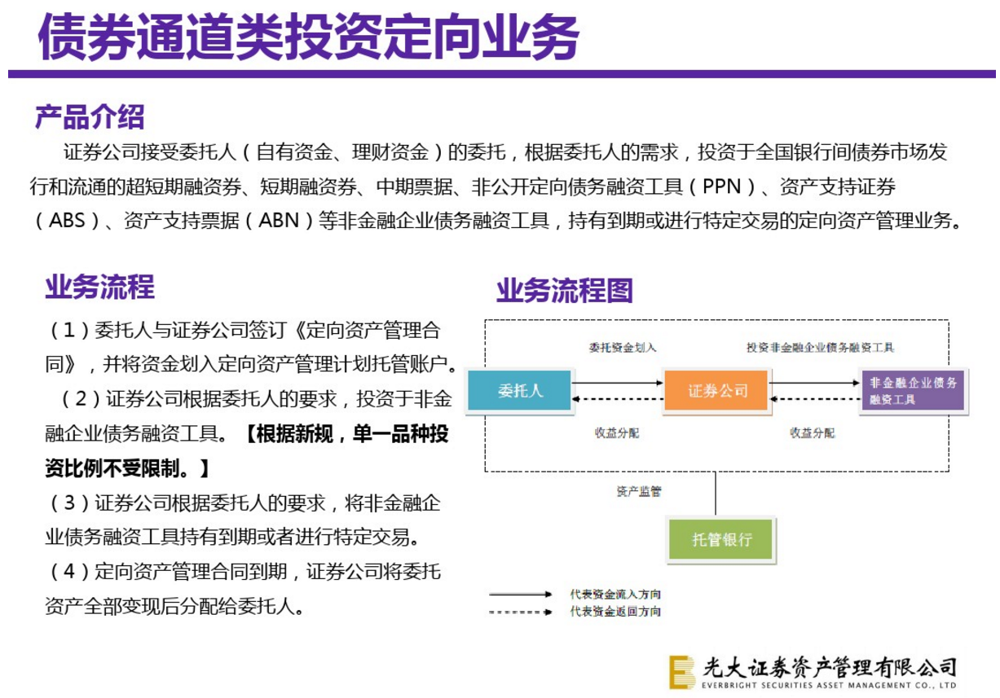 债券通道类投资定向业务
产品介绍
证券公司接受委托人（自有资金、理财资金）的委托，根据委托人的需求，投资于全国银行间债券市场发
行和流通的超短期融资券、短期融资券、中期票据、非公开定向债务融资工具（PPN）、资产支持证券
（ABS）、资产支持票据（ABN）等非金融企业债务融资工具，持有到期或进行特定交易的定向资产管理业务。
业务流程
（1）委托人与证券公司签订《定向资产管理合
同》，并将资金划入定向资产管理计划托管账户。
（2）证券公司根据委托人的要求，投资于非金
融企业债务融资工具。【根据新规，单一品种投
资比例不受限制。】
（3）证券公司根据委托人的要求，将非金融企
业债务融资工具持有到期或者进行特定交易。
（4）定向资产管理合同到期，证券公司将委托
资产全部变现后分配给委托人。
业务流程图
委托资金划入
投资非金融企业债务融资工具
委托人
证券公司
非金融企业债务
融资工具
收益分配
收益分配
资产监管
托管银行
代表资金流入方向
代表资金返回方向
光大证券资产管理有限公司
EVERBRIGHT SECURITIES ASSET MANAGEMENT CO., LTD